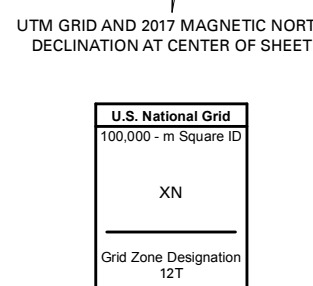 UTM GRID AND 2017 MAGNETIC NORT
DECLINATION AT CENTER OF SHEET
U.S. National Grid
100,000 - m Square ID
XN
Grid Zone Designation
12T